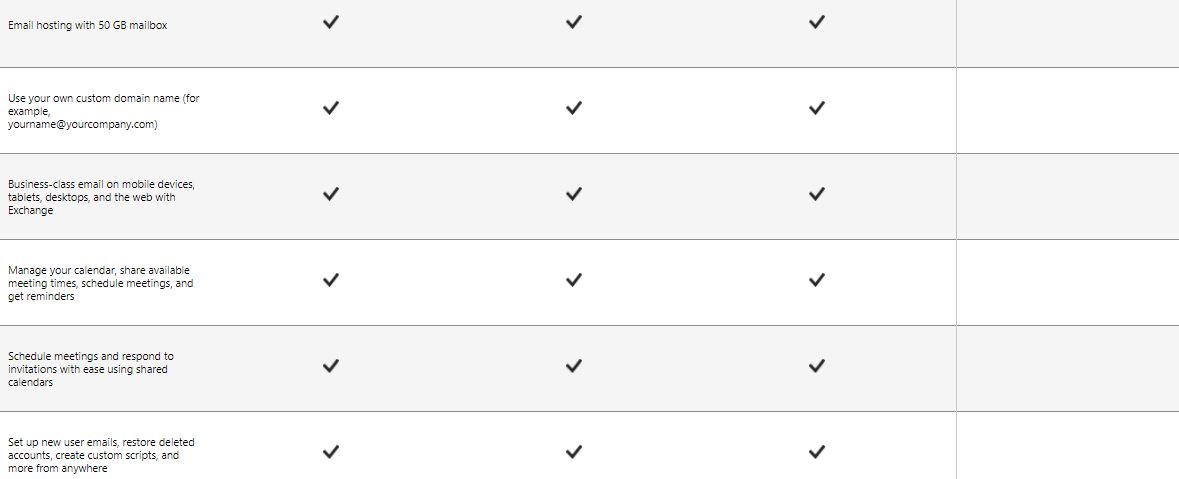 Email hosting with 50 GB mailbox
Use your own custom domain name (for
example,
yourname@yourcompany.com)
Business-class email on mobile devices,
tablets, desktops, and the web with
Exchange
Manage your calendar, share available
meeting times, schedule meetings, and
get reminders
Schedule meetings and respond to
invitations with ease using shared
calendars
Set up new user emails, restore deleted
accounts, create custom scripts, and
more from anywhere